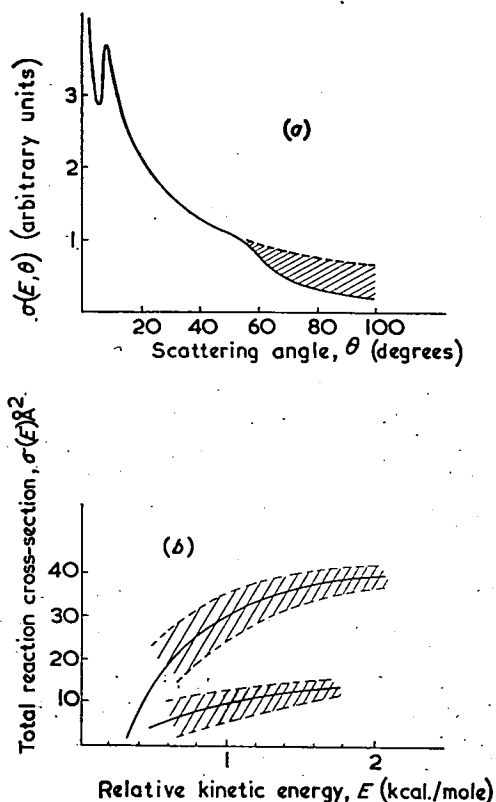 σ(E,θ) (arbitrary units)
3
2
1
(a)
20 40 60 80 100
Scattering angle, θ (degrees)
Total reaction cross-section, σ(E)Å².
(b)
40
30
20
10
1 2
Relative kinetic energy, E (kcal./mole)